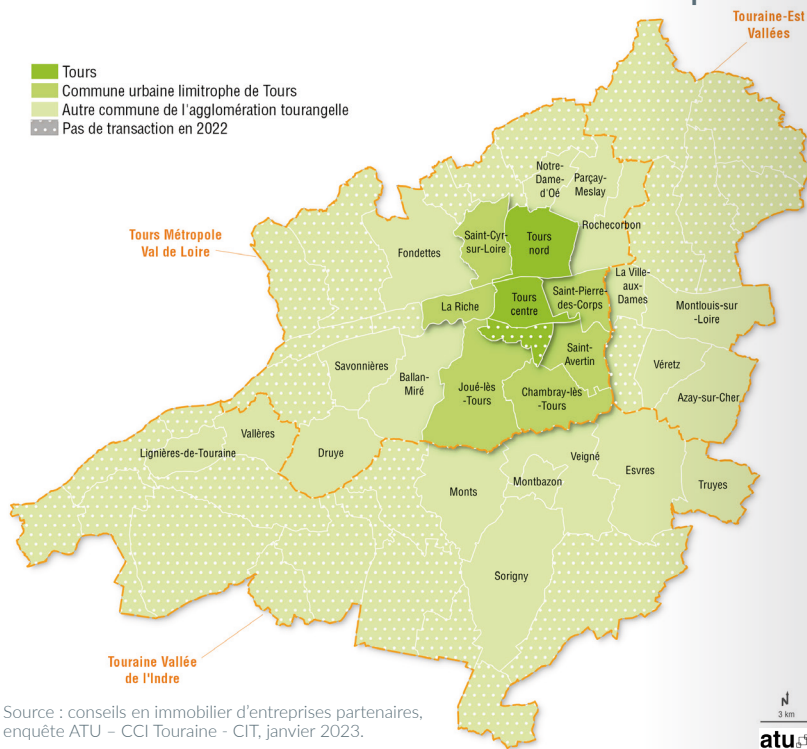 Touraine-Est
Vallées
Tours
Commune urbaine limitrophe de Tours
Autre commune de l'agglomération tourangelle
Pas de transaction en 2022
Notre-
Dame-
d'Oé
Parçay-
Meslay
Rochecorbon
Tours Métropole
Val de Loire
Fondettes
Saint-Cyr-
sur-Loire
Tours
nord
La Riche
Tours
centre
Saint-Pierre-
des-Corps
La Ville-
aux-
Dames
Montlouis-sur
-Loire
Savonnières
Ballan-
Miré
Joué-lès
-Tours
Saint-
Avertin
Chambray-lès
-Tours
Véretz
Azay-sur-Cher
Lignières-de-Touraine
Vallères
Druye
Monts
Montbazon
Veigné
Esvres
Truyes
Sorigny
Touraine Vallée
de l'Indre
Source : conseils en immobilier d'entreprises partenaires,
enquête ATU – CCI Touraine - CIT, janvier 2023.
N
3 km
atu